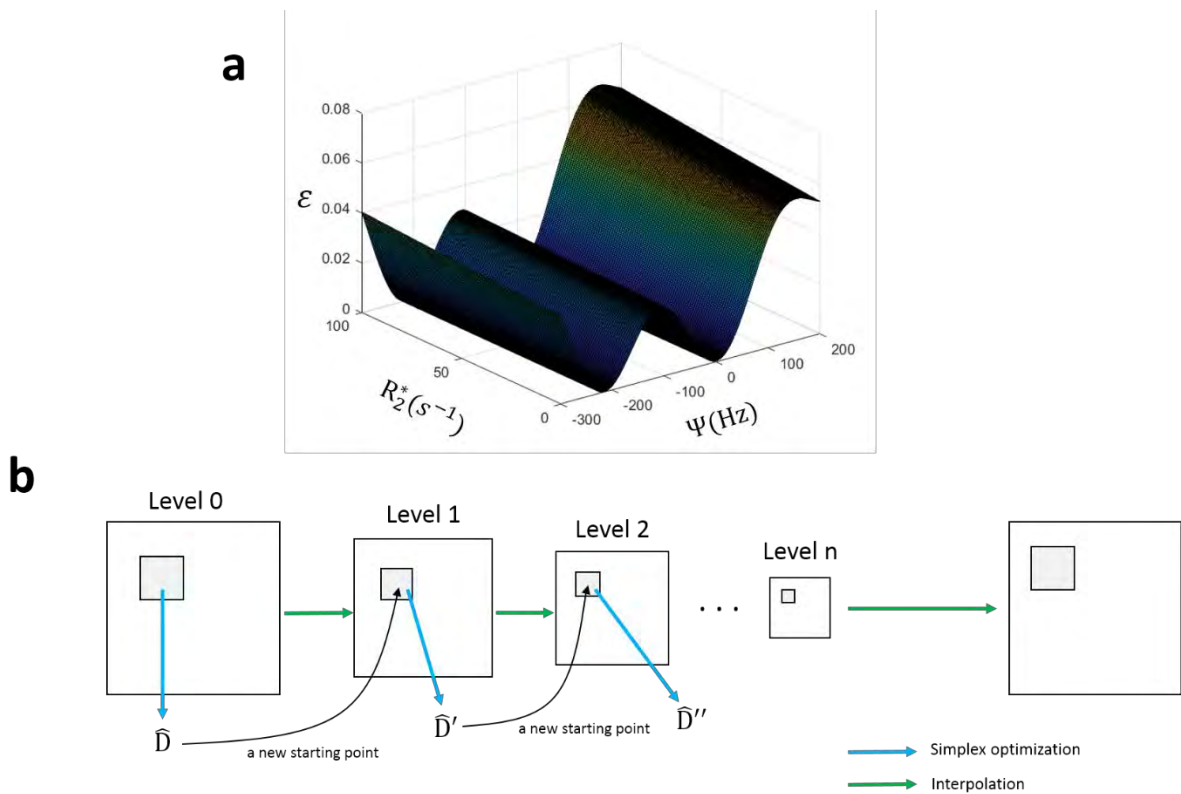 a
0.08
0.06
ε
0.04
0.02
0
100
50
0
R₂*(s⁻¹)
-300
-200
-100
0
100
200
Ψ(Hz)
b
Level 0
Level 1
Level 2
Level n
. . .
D̂
a new starting point
D̂′
a new starting point
D̂′′
Simplex optimization
Interpolation